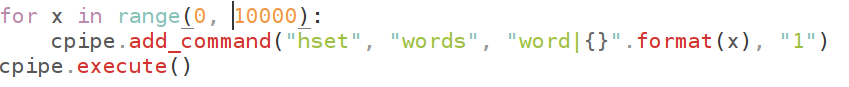 for x in range(0, 10000):
    cpipe.add_command("hset", "words", "word|{}".format(x), "1")
cpipe.execute()